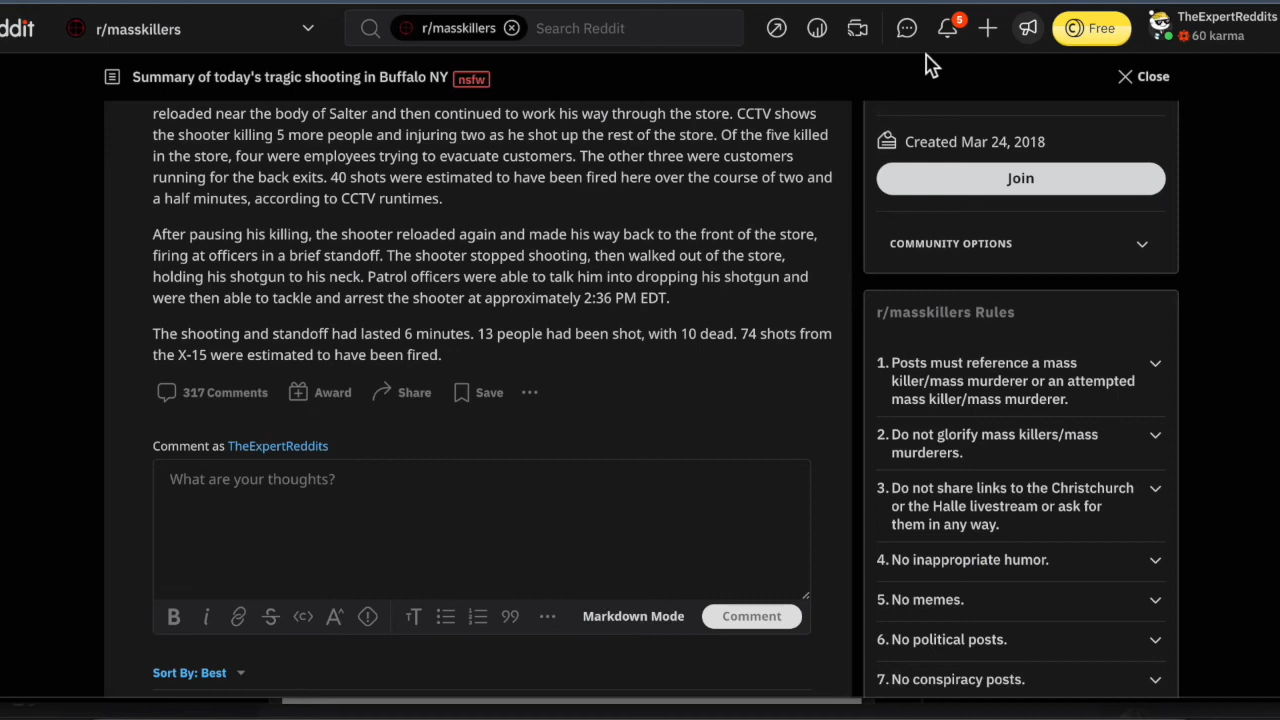 ddit
r/masskillers
r/masskillers
Search Reddit
5
Free
TheExpertReddits
60 karma
Summary of today's tragic shooting in Buffalo NY
nsfw
Close
reloaded near the body of Salter and then continued to work his way through the store. CCTV shows
the shooter killing 5 more people and injuring two as he shot up the rest of the store. Of the five killed
in the store, four were employees trying to evacuate customers. The other three were customers
running for the back exits. 40 shots were estimated to have been fired here over the course of two and
a half minutes, according to CCTV runtimes.
After pausing his killing, the shooter reloaded again and made his way back to the front of the store,
firing at officers in a brief standoff. The shooter stopped shooting, then walked out of the store,
holding his shotgun to his neck. Patrol officers were able to talk him into dropping his shotgun and
were then able to tackle and arrest the shooter at approximately 2:36 PM EDT.
The shooting and standoff had lasted 6 minutes. 13 people had been shot, with 10 dead. 74 shots from
the X-15 were estimated to have been fired.
317 Comments
Award
Share
Save
Comment as TheExpertReddits
What are your thoughts?
Markdown Mode
Comment
Sort By: Best
Created Mar 24, 2018
Join
COMMUNITY OPTIONS
r/masskillers Rules
1. Posts must reference a mass
killer/mass murderer or an attempted
mass killer/mass murderer.
2. Do not glorify mass killers/mass
murderers.
3. Do not share links to the Christchurch
or the Halle livestream or ask for
them in any way.
4. No inappropriate humor.
5. No memes.
6. No political posts.
7. No conspiracy posts.